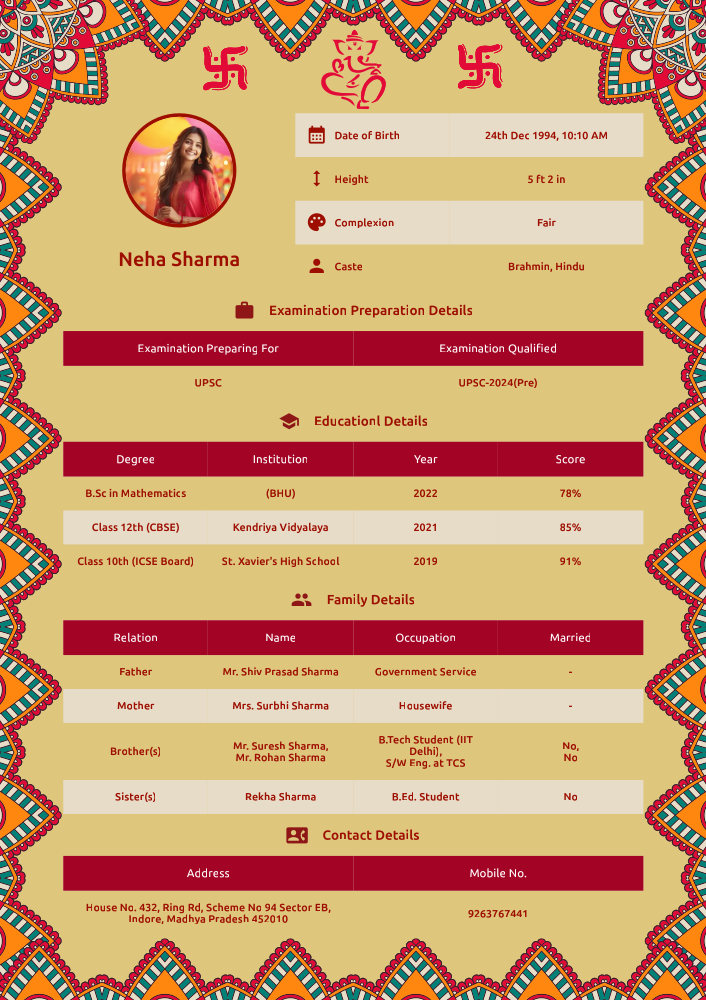 Date of Birth 24th Dec 1994, 10:10 AM
Height 5 ft 2 in
Complexion Fair
Neha Sharma
Caste Brahmin, Hindu
Examination Preparation Details
Examination Preparing For Examination Qualified
UPSC UPSC-2024(Pre)
Educationl Details
Degree Institution Year Score
B.Sc in Mathematics (BHU) 2022 78%
Class 12th (CBSE) Kendriya Vidyalaya 2021 85%
Class 10th (ICSE Board) St. Xavier's High School 2019 91%
Family Details
Relation Name Occupation Married
Father Mr. Shiv Prasad Sharma Government Service -
Mother Mrs. Surbhi Sharma Housewife -
Brother(s) Mr. Suresh Sharma,
Mr. Rohan Sharma
B.Tech Student (IIT
Delhi),
S/W Eng. at TCS
No,
No
Sister(s) Rekha Sharma B.Ed. Student No
Contact Details
Address Mobile No.
House No. 432, Ring Rd, Scheme No 94 Sector EB,
Indore, Madhya Pradesh 452010
9263767441